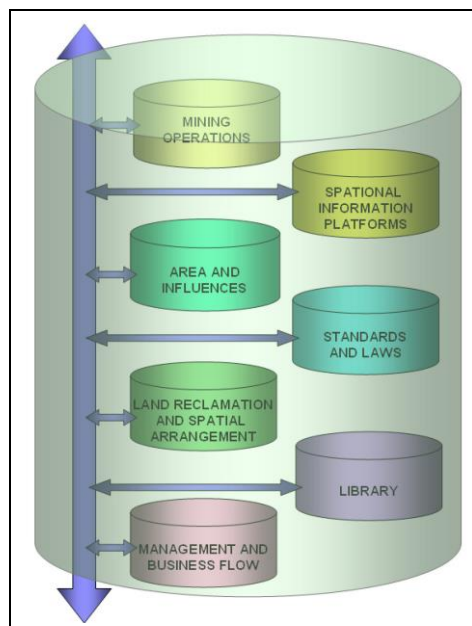 MINING
OPERATIONS
SPATIONAL
INFORMATION
PLATFORMS
AREA AND
INFLUENCES
STANDARDS
AND LAWS
LAND RECLAMATION
AND SPATIAL
ARRANGEMENT
LIBRARY
MANAGEMENT AND
BUSINESS FLOW